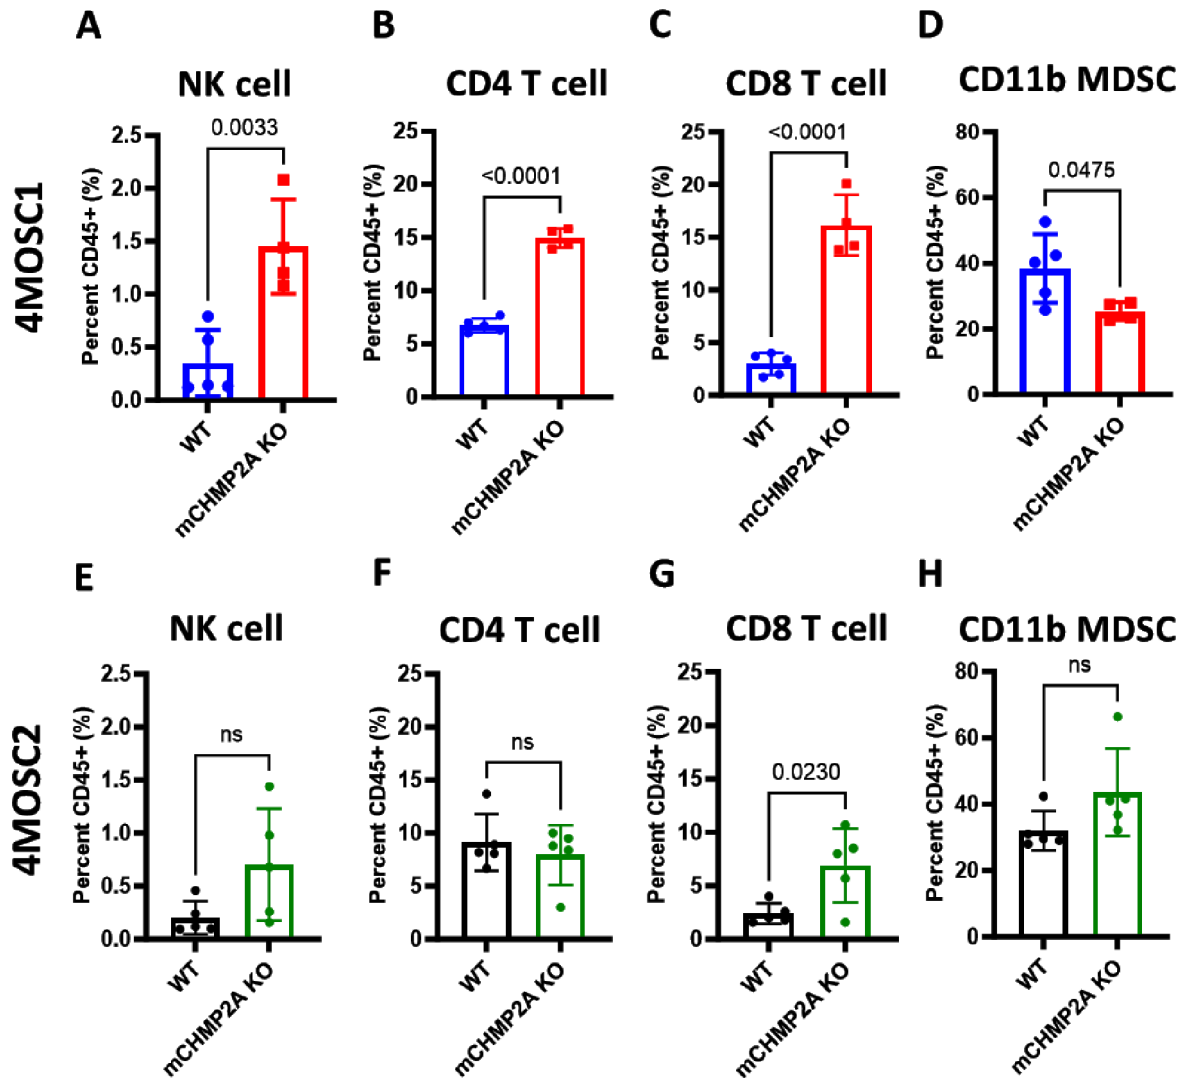 A
B
C
D
NK cell
CD4 T cell
CD8 T cell
CD11b MDSC
4MOSC1
Percent CD45+ (%)
2.5
2.0
1.5
1.0
0.5
0.0
0.0033
WT
mCHMP2A KO
Percent CD45+ (%)
25
20
15
10
5
0
<0.0001
WT
mCHMP2A KO
Percent CD45+ (%)
25
20
15
10
5
0
<0.0001
WT
mCHMP2A KO
Percent CD45+ (%)
80
60
40
20
0
0.0475
WT
mCHMP2A KO
E
F
G
H
NK cell
CD4 T cell
CD8 T cell
CD11b MDSC
4MOSC2
Percent CD45+ (%)
2.5
2.0
1.5
1.0
0.5
0.0
ns
WT
mCHMP2A KO
Percent CD45+ (%)
25
20
15
10
5
0
ns
WT
mCHMP2A KO
Percent CD45+ (%)
25
20
15
10
5
0
0.0230
WT
mCHMP2A KO
Percent CD45+ (%)
80
60
40
20
0
ns
WT
mCHMP2A KO